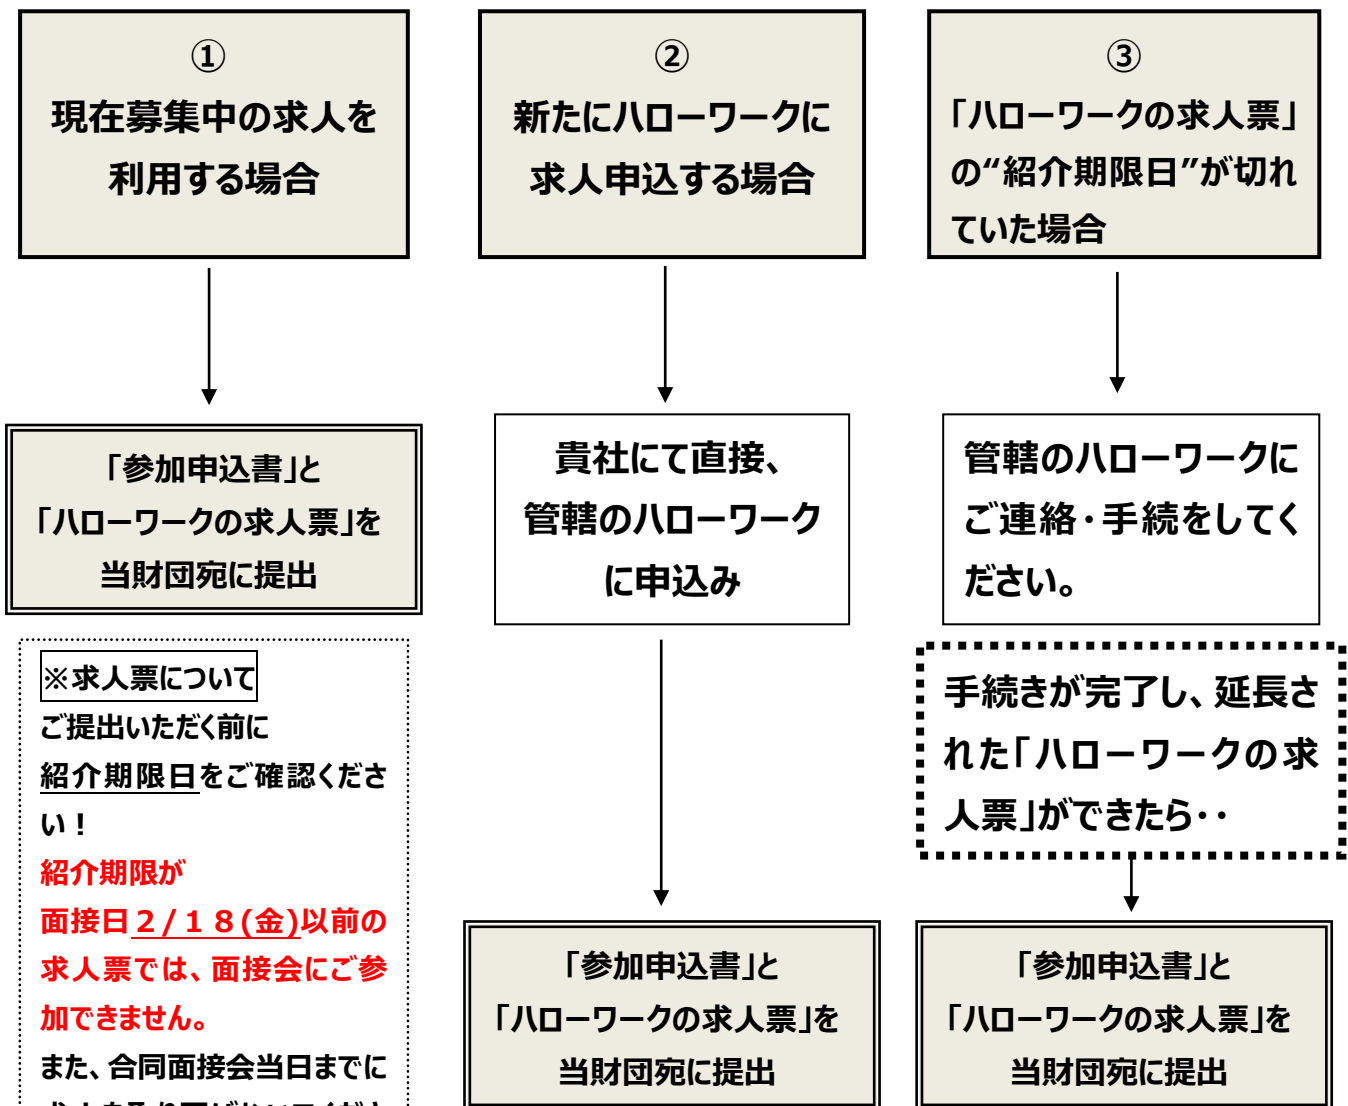 ①
現在募集中の求人を
利用する場合
「参加申込書」と
「ハローワークの求人票」を
当財団宛に提出
※求人票について
ご提出いただく前に
紹介期限日をご確認くださ
い！
紹介期限が
面接日２/１８(金)以前の
求人票では、面接会にご参
加できません。
また、合同面接会当日までに
②
新たにハローワークに
求人申込する場合
貴社にて直接、
管轄のハローワーク
に申込み
「参加申込書」と
「ハローワークの求人票」を
当財団宛に提出
③
「ハローワークの求人票」
の“紹介期限日”が切れ
ていた場合
管轄のハローワークに
ご連絡・手続をしてく
ださい。
手続きが完了し、延長さ
れた「ハローワークの求
人票」ができたら・・
「参加申込書」と
「ハローワークの求人票」を
当財団宛に提出